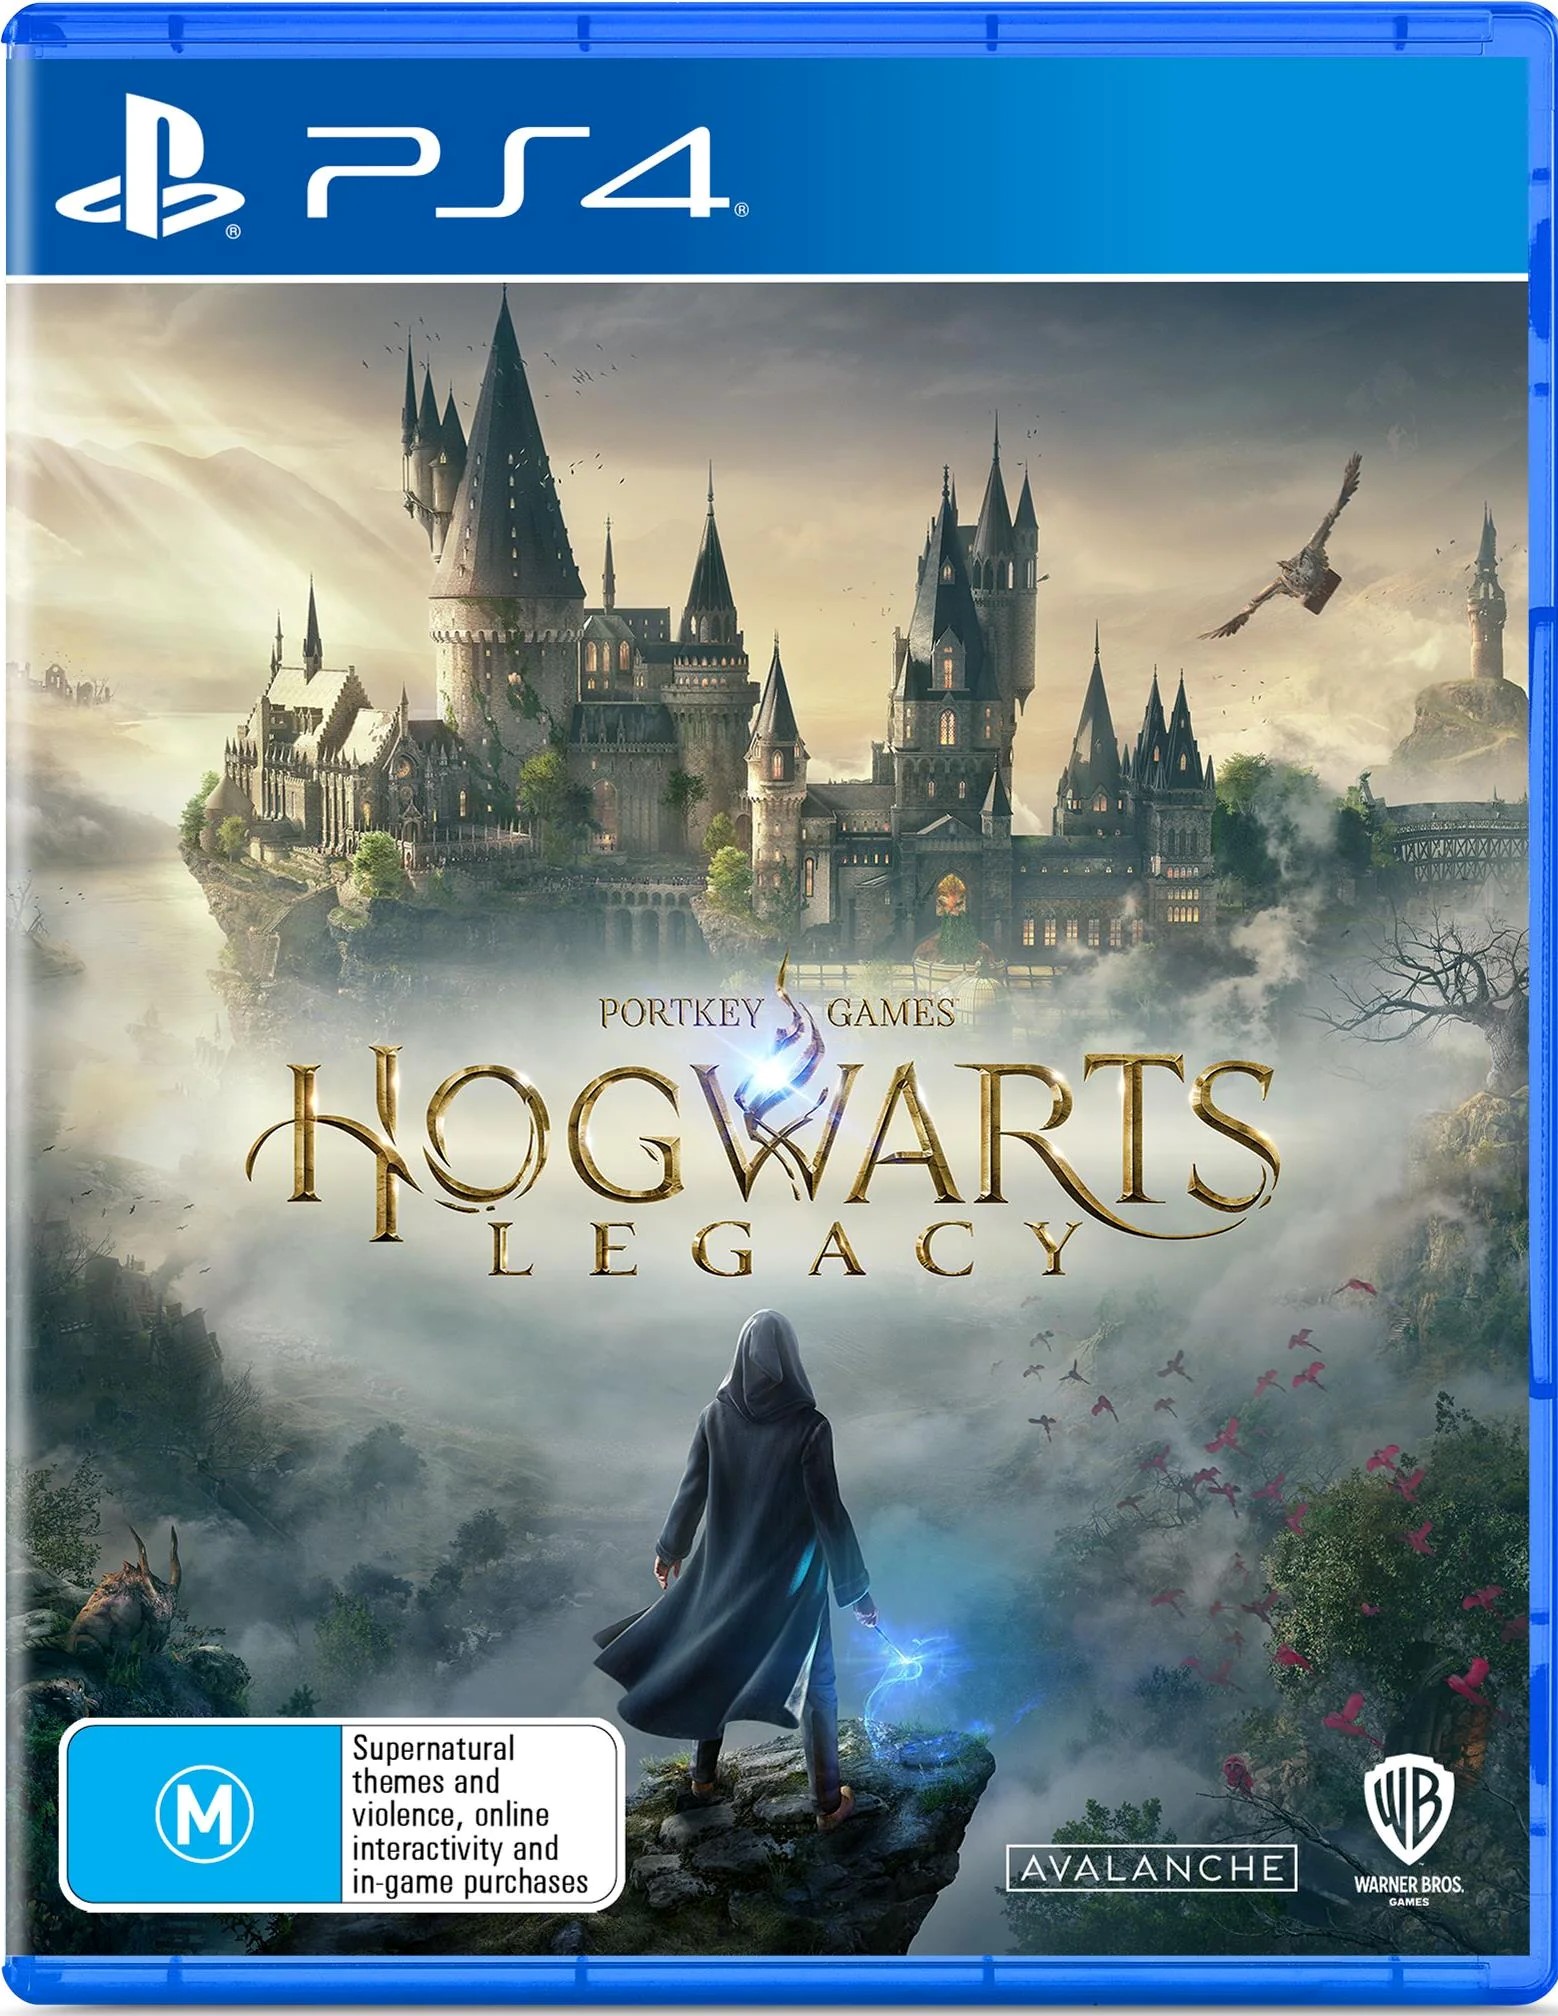 PS4
PORTKEY GAMES
HOGWARTS
LEGACY
M
Supernatural
themes and
violence, online
interactivity and
in-game purchases
AVALANCHE
WB
WARNER BROS.
GAMES